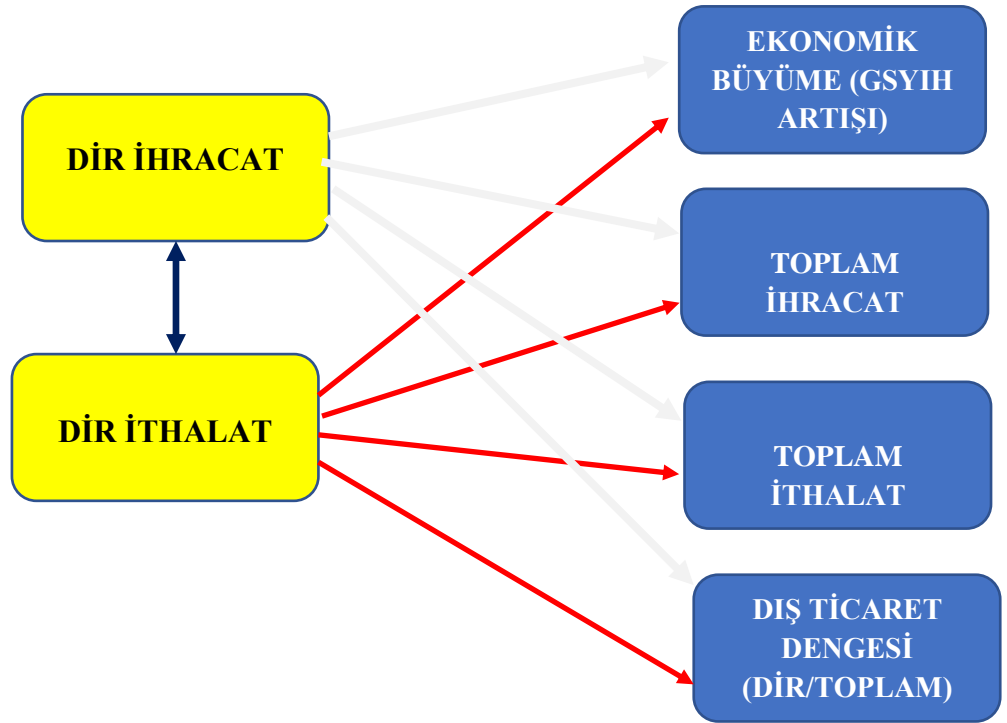 DİR İHRACAT
DİR İTHALAT
EKONOMİK
BÜYÜME (GSYIH
ARTIŞI)
TOPLAM
İHRACAT
TOPLAM
İTHALAT
DIŞ TİCARET
DENGESİ
(DİR/TOPLAM)